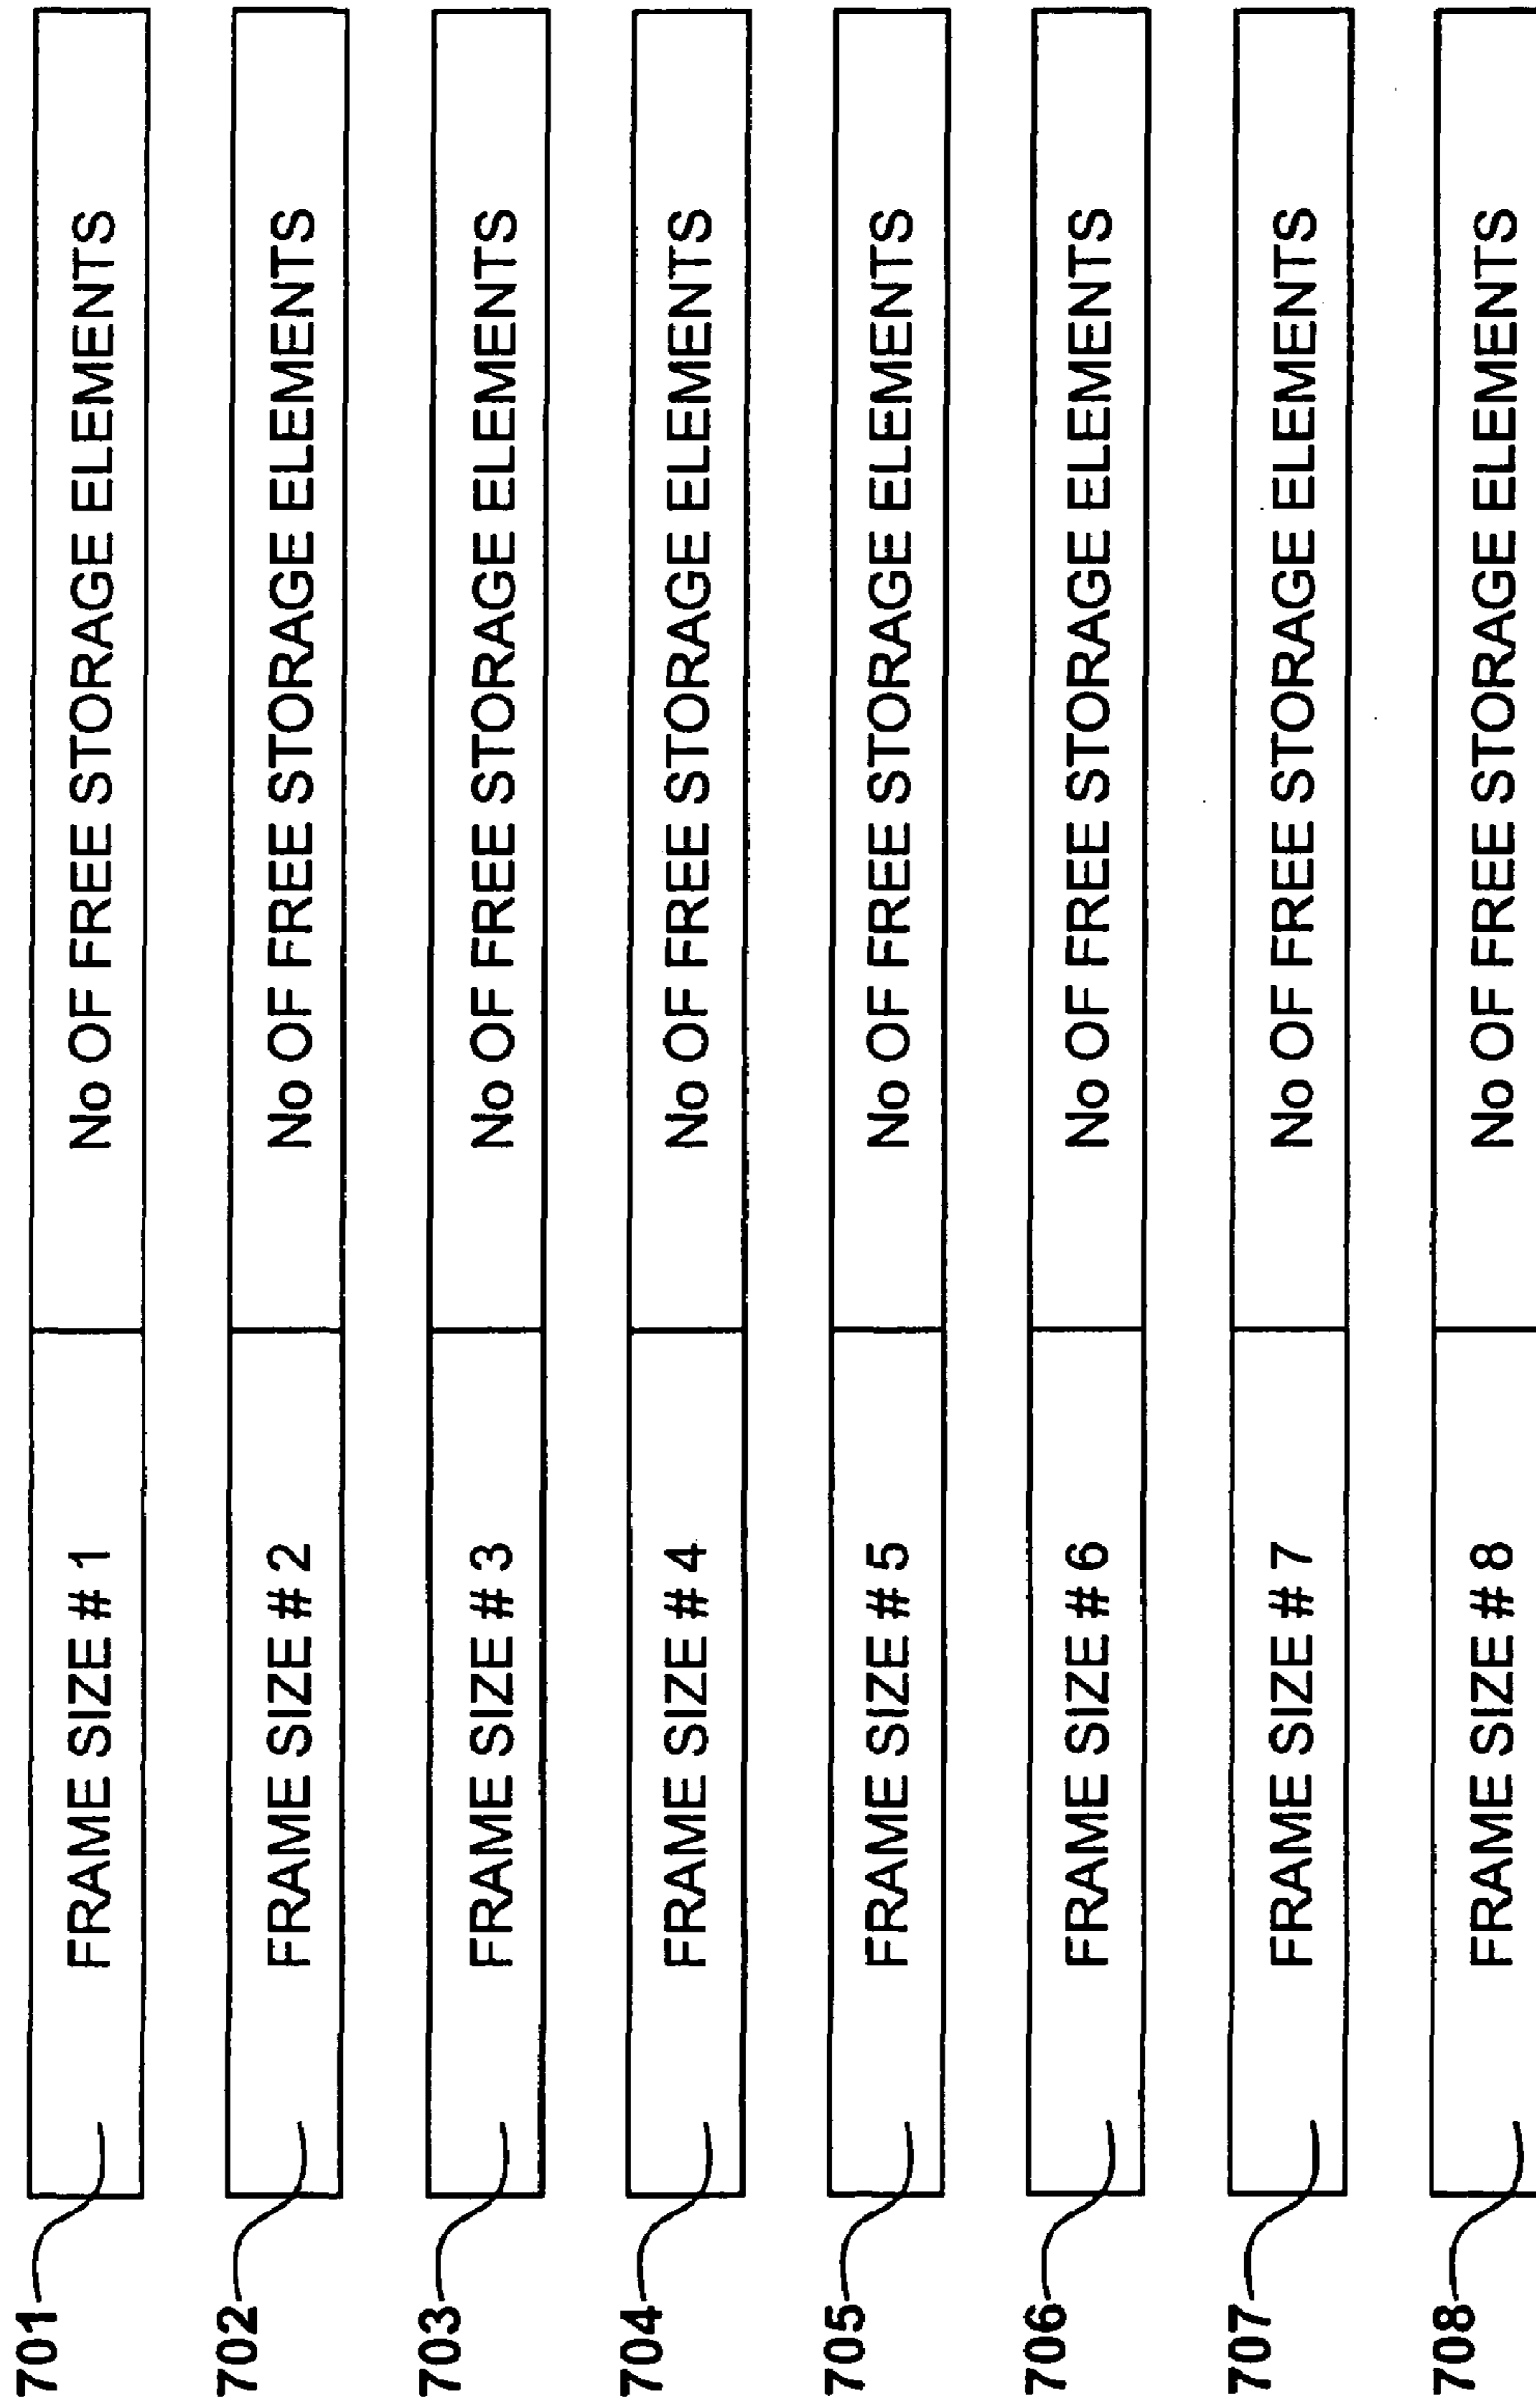 701 FRAME SIZE # 1 No OF FREE STORAGE ELEMENTS
702 FRAME SIZE # 2 No OF FREE STORAGE ELEMENTS
703 FRAME SIZE # 3 No OF FREE STORAGE ELEMENTS
704 FRAME SIZE # 4 No OF FREE STORAGE ELEMENTS
705 FRAME SIZE # 5 No OF FREE STORAGE ELEMENTS
706 FRAME SIZE # 6 No OF FREE STORAGE ELEMENTS
707 FRAME SIZE # 7 No OF FREE STORAGE ELEMENTS
708 FRAME SIZE # 8 No OF FREE STORAGE ELEMENTS